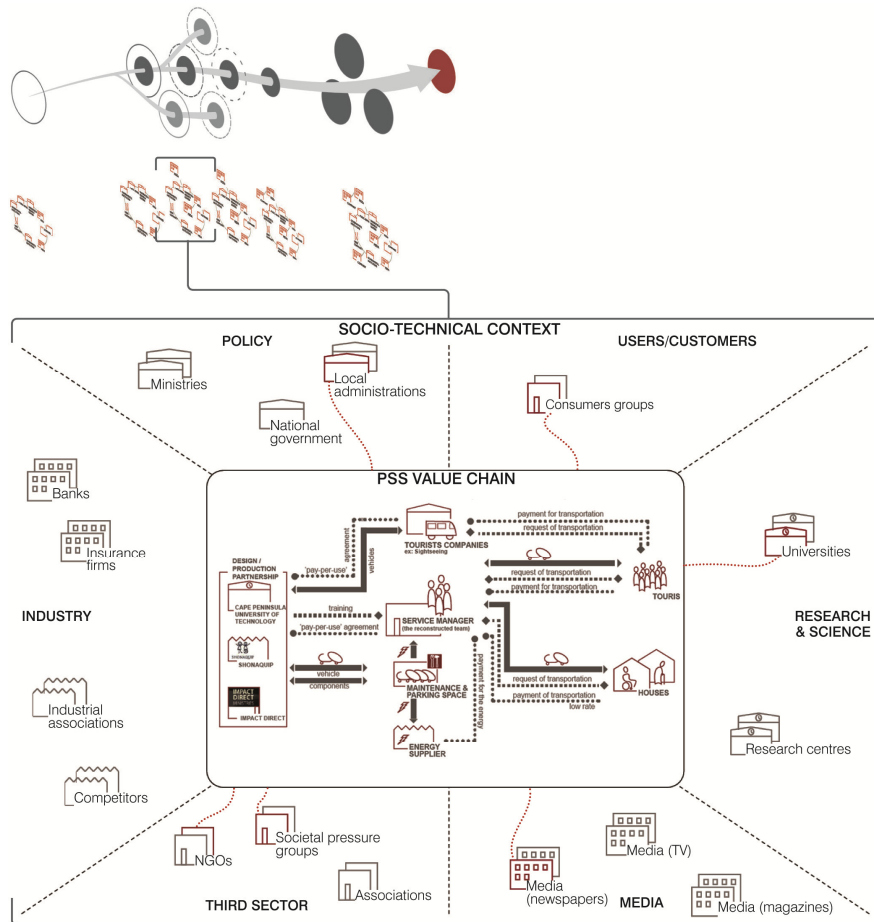 SOCIO-TECHNICAL CONTEXT
POLICY
USERS/CUSTOMERS
Ministries
Local
administrations
National
government
Consumers groups
Banks
Insurance
firms
INDUSTRY
Industrial
associations
Competitors
PSS VALUE CHAIN
DESIGN /
PRODUCTION
PARTNERSHIP
CAPE PENINSULA
UNIVERSITY OF
TECHNOLOGY
SHONAQUIP
IMPACT
DIRECT
IMPACT DIRECT
agreement
'pay-per-use'
vehicles
TOURISTS COMPANIES
ex: Sightseeing
payment for transportation
request of transportation
training
'pay-per-use' agreement
SERVICE MANAGER
(the reconstructed team)
request of transportation
payment for transportation
TOURIS
vehicle
components
MAINTENANCE &
PARKING SPACE
payment for the energy
request of transportation
payment of transportation
low rate
HOUSES
ENERGY
SUPPLIER
Universities
RESEARCH
& SCIENCE
Research centres
NGOs
Societal pressure
groups
Associations
THIRD SECTOR
Media (TV)
Media
(newspapers)
Media (magazines)
MEDIA